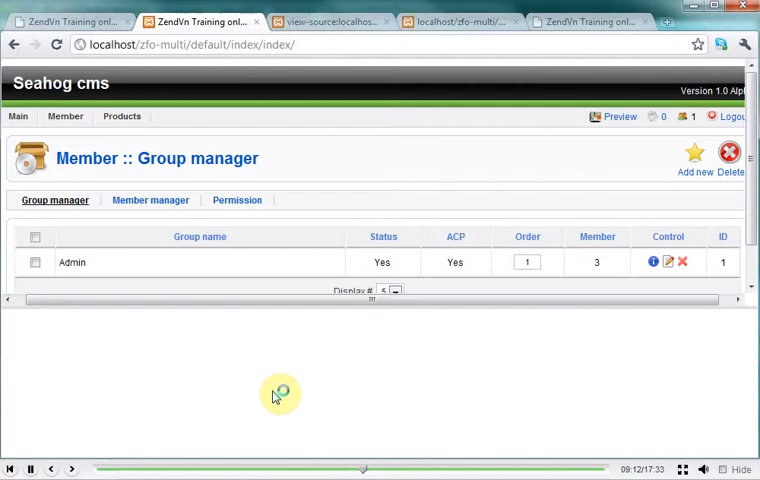 ZendVn Training onl...
ZendVn Training onl...
view-source:localhos...
localhost/zfo-multi/...
ZendVn Training onl...
localhost/zfo-multi/default/index/index/
Seahog cms
Version 1.0 Alp
Main Member Products Preview 0 1 Logou
Member :: Group manager
Add new Delete
Group manager Member manager Permission
Group name Status ACP Order Member Control ID
Admin Yes Yes 1 3 1
Display # 5
09:12/17:33 Hide